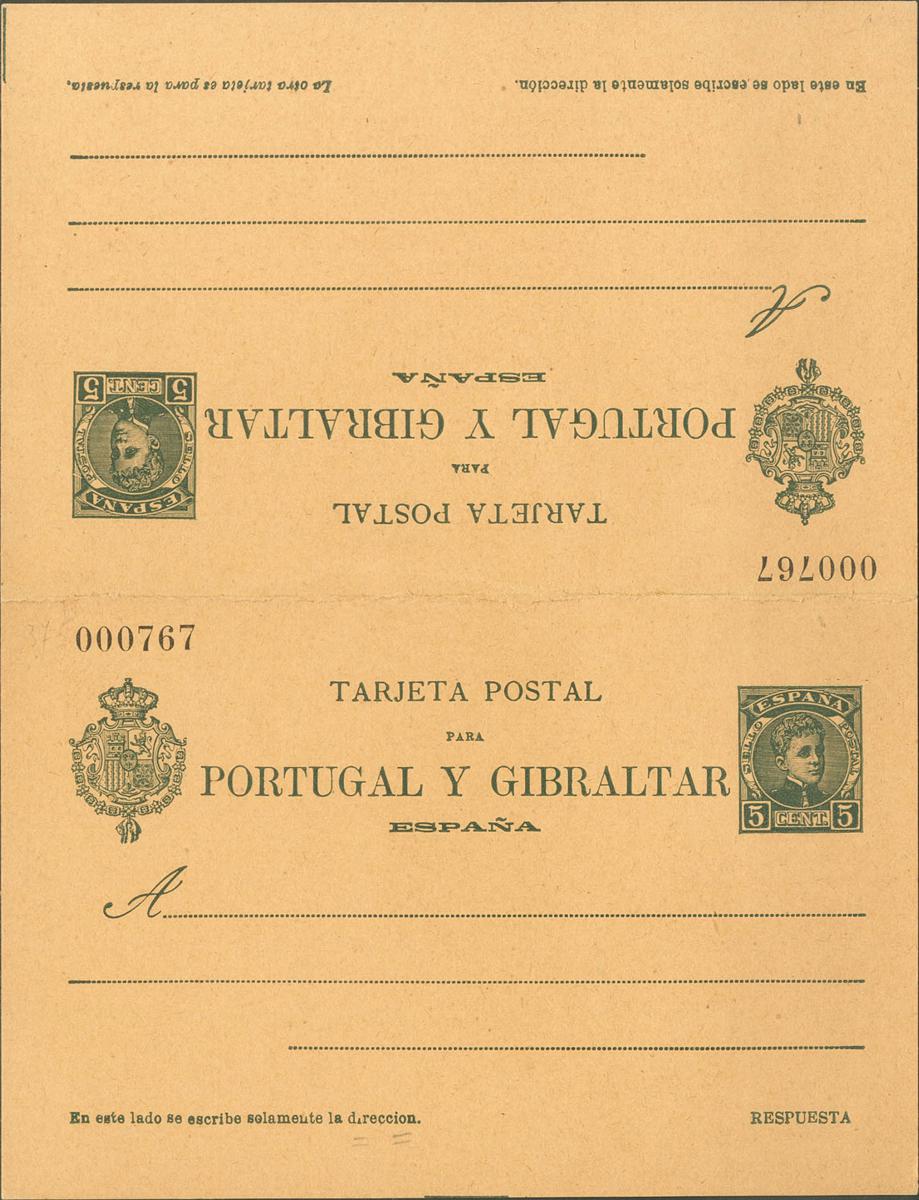 En este lado se escribe solamente la dirección. La otra tarjeta es para la respuesta.
A
ESPAÑA
PORTUGAL Y GIBRALTAR
PARA
TARJETA POSTAL
ESPAÑA
SELLO POSTAL
5 CENT. 5
000767
000767
TARJETA POSTAL
PARA
PORTUGAL Y GIBRALTAR
ESPAÑA
ESPAÑA
SELLO POSTAL
5 CENT. 5
A
En este lado se escribe solamente la direccion. RESPUESTA